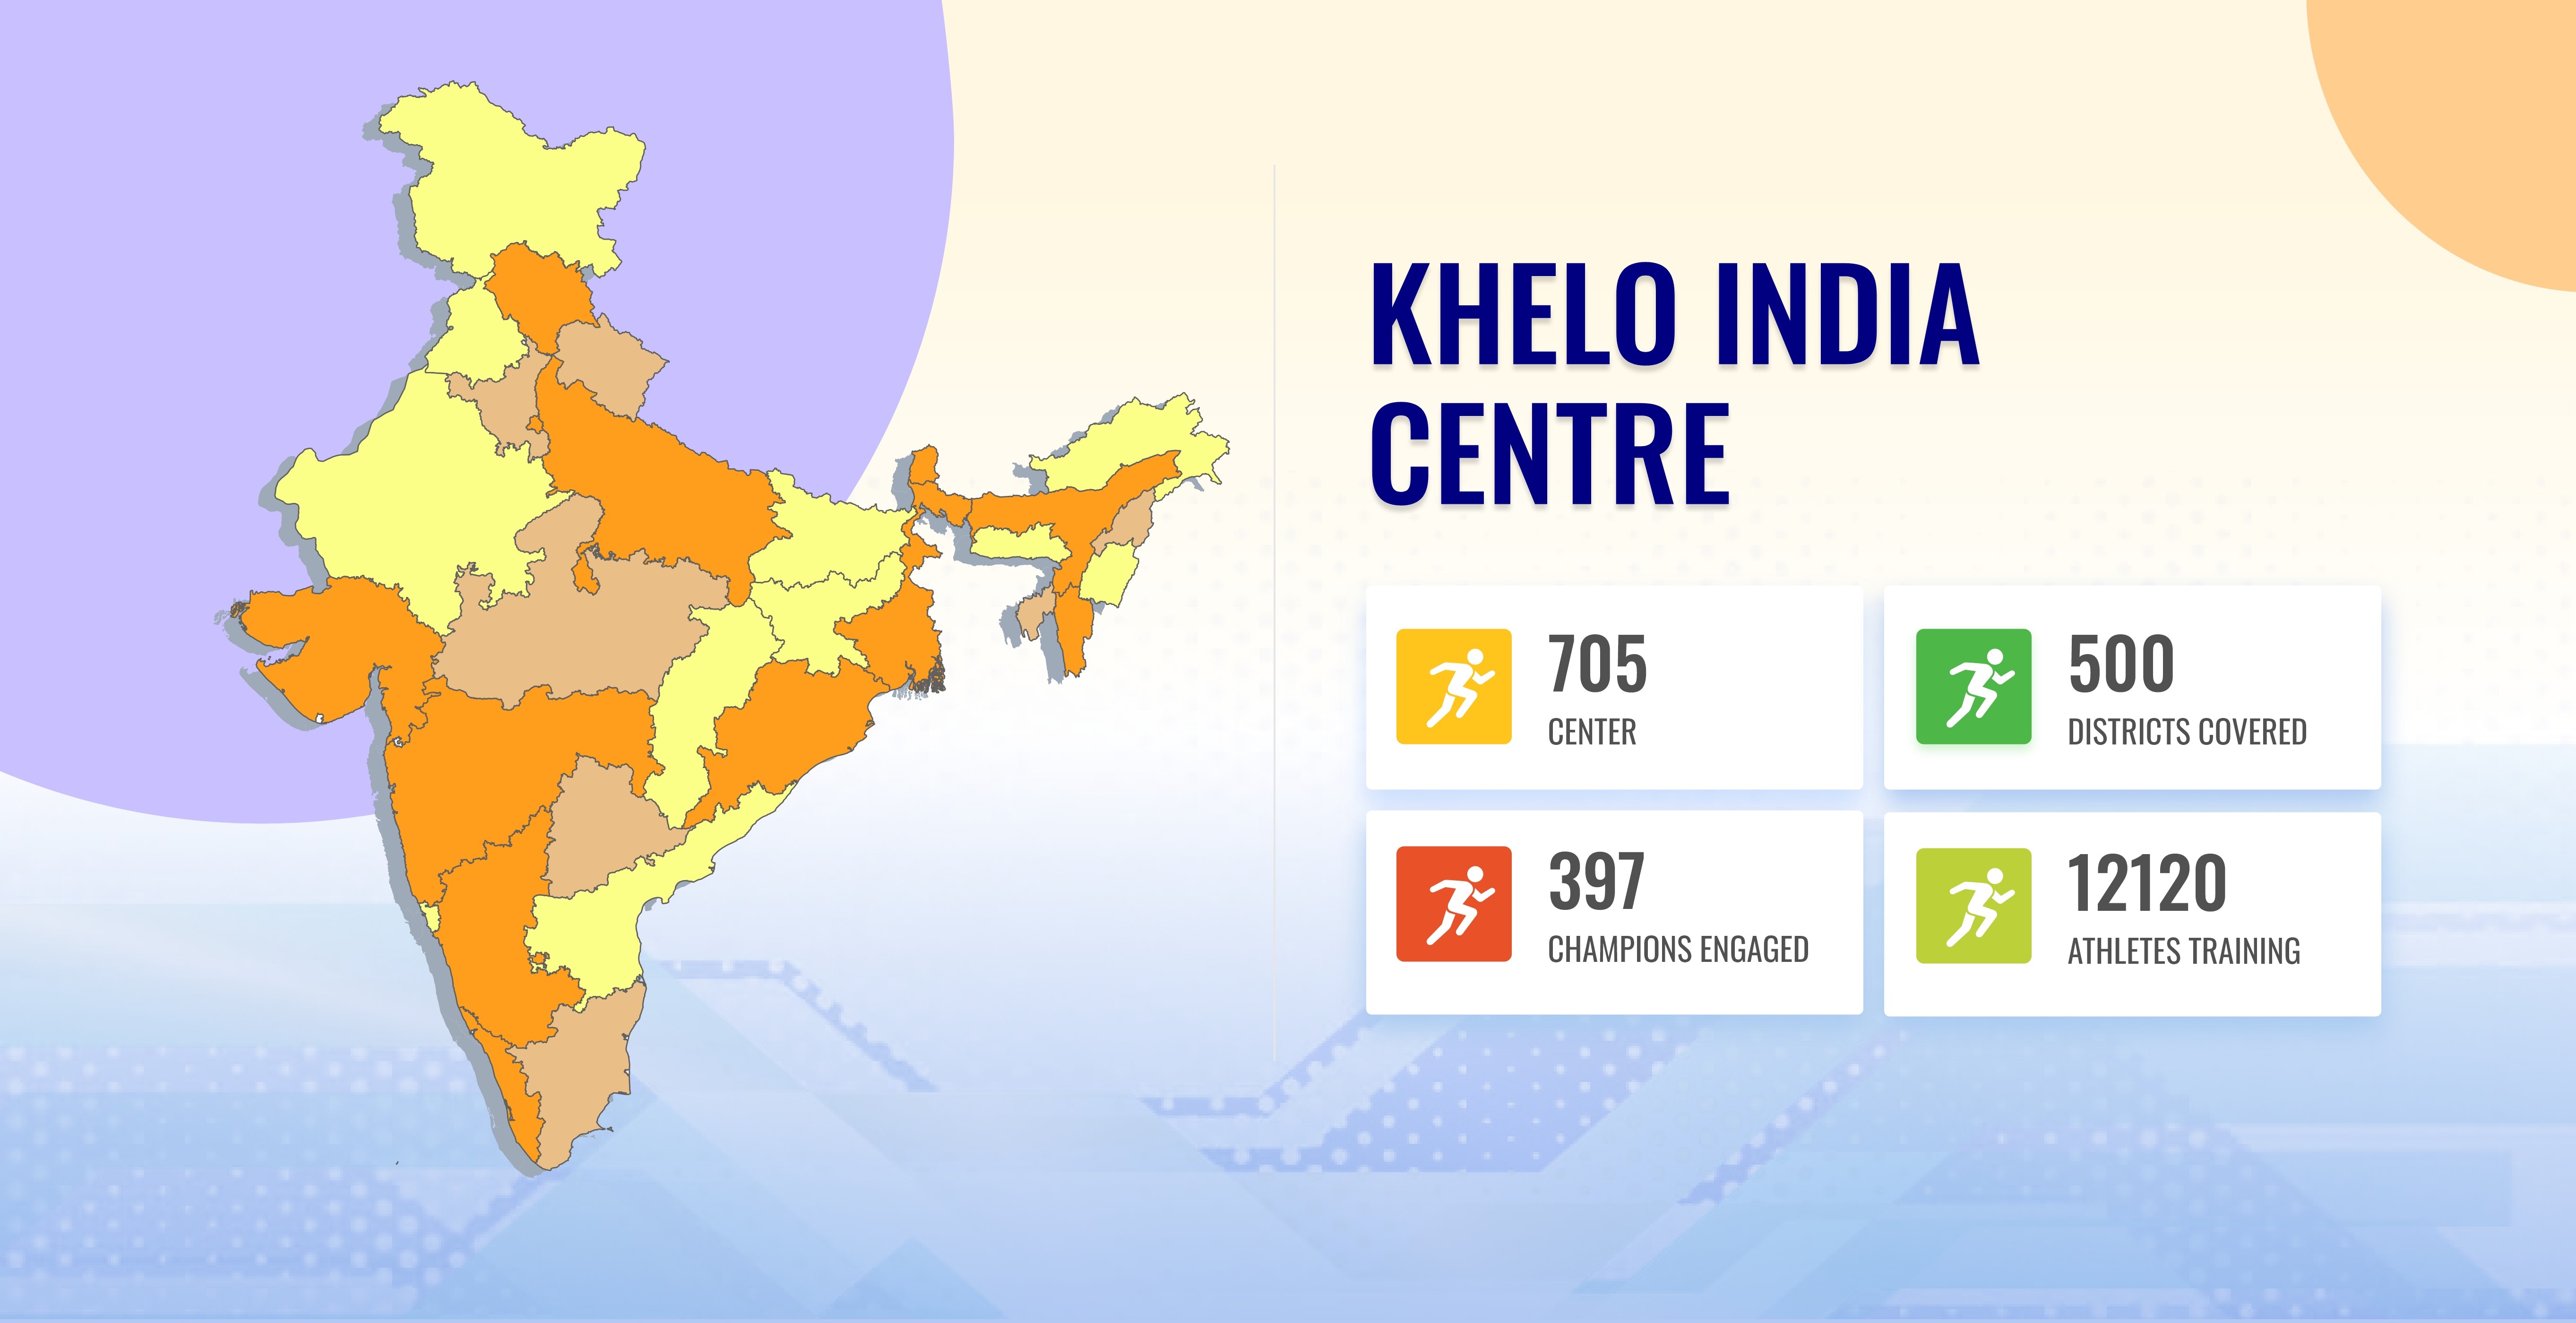 KHELO INDIA
CENTRE
705
CENTER
500
DISTRICTS COVERED
397
CHAMPIONS ENGAGED
12120
ATHLETES TRAINING